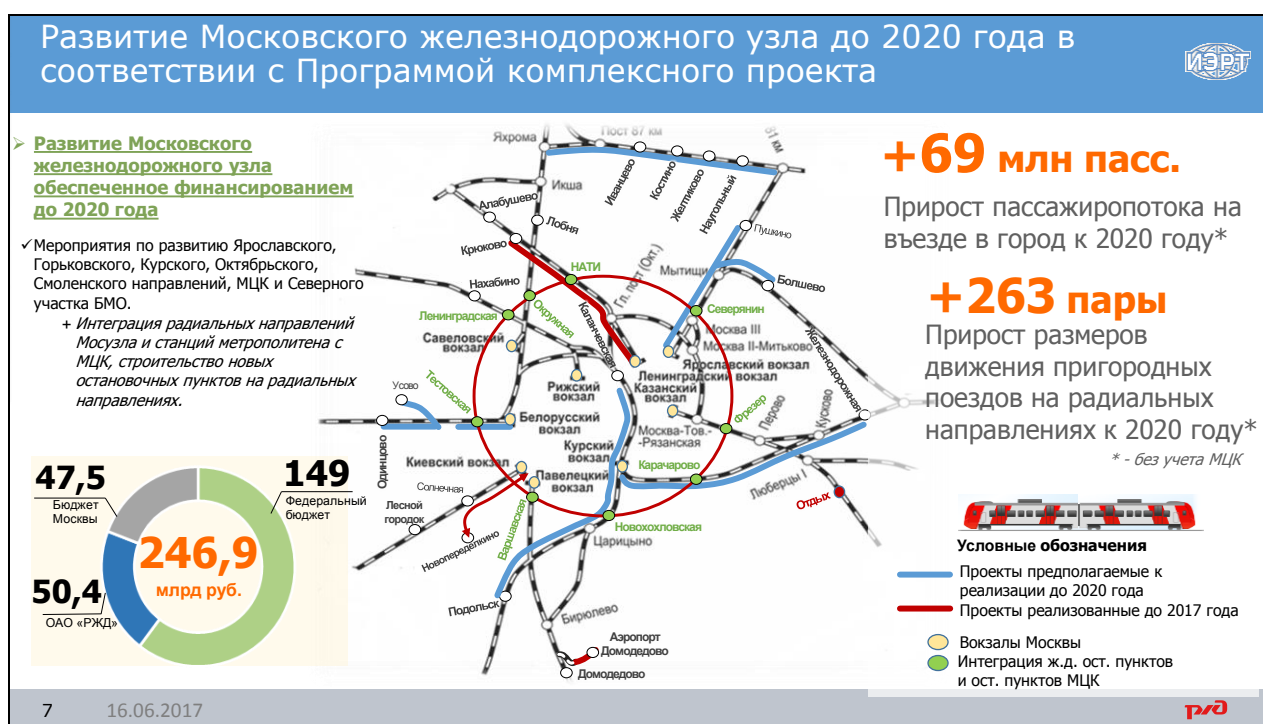 Развитие Московского железнодорожного узла до 2020 года в
соответствии с Программой комплексного проекта
ИЭРТ
Развитие Московского
железнодорожного узла
обеспеченное финансированием
до 2020 года
✓Мероприятия по развитию Ярославского,
Горьковского, Курского, Октябрьского,
Смоленского направлений, МЦК и Северного
участка БМО.
+ Интеграция радиальных направлений
Мосузла и станций метрополитена с
МЦК, строительство новых
остановочных пунктов на радиальных
направлениях.
47,5
Бюджет
Москвы
149
Федеральный
бюджет
246,9
млрд руб.
50,4
ОАО «РЖД»
Яхрома
Пост 87 км
81 км
Икша
Иванцево
Костино
Желтиково
Наугольный
Алабушево
Лобня
Пушкино
Крюково
НАТИ
Гл. пост (Окт.)
Мытищи
Болшево
Нахабино
Окружная
Каланчевская
Северянин
Ленинградская
Москва III
Москва II-Митьково
Савеловский
вокзал
Ярославский вокзал
Ленинградский вокзал
Железнодорожная
Рижский
вокзал
Казанский
вокзал
Усово
Тестовская
Фрезер
Перово
Кусково
Белорусский
вокзал
Москва-Тов.-
-Рязанская
Курский
вокзал
Одинцово
Киевский вокзал
Карачарово
Павелецкий
вокзал
Солнечная
Люберцы I
Отдых
Лесной
городок
Варшавская
Новохохловская
Новопеределкино
Царицыно
Подольск
Бирюлево
Аэропорт
Домодедово
Домодедово
+69 млн пасс.
Прирост пассажиропотока на
въезде в город к 2020 году*
+263 пары
Прирост размеров
движения пригородных
поездов на радиальных
направлениях к 2020 году*
* - без учета МЦК
Условные обозначения
Проекты предполагаемые к
реализации до 2020 года
Проекты реализованные до 2017 года
Вокзалы Москвы
Интеграция ж.д. ост. пунктов
и ост. пунктов МЦК
7
16.06.2017
РЖД